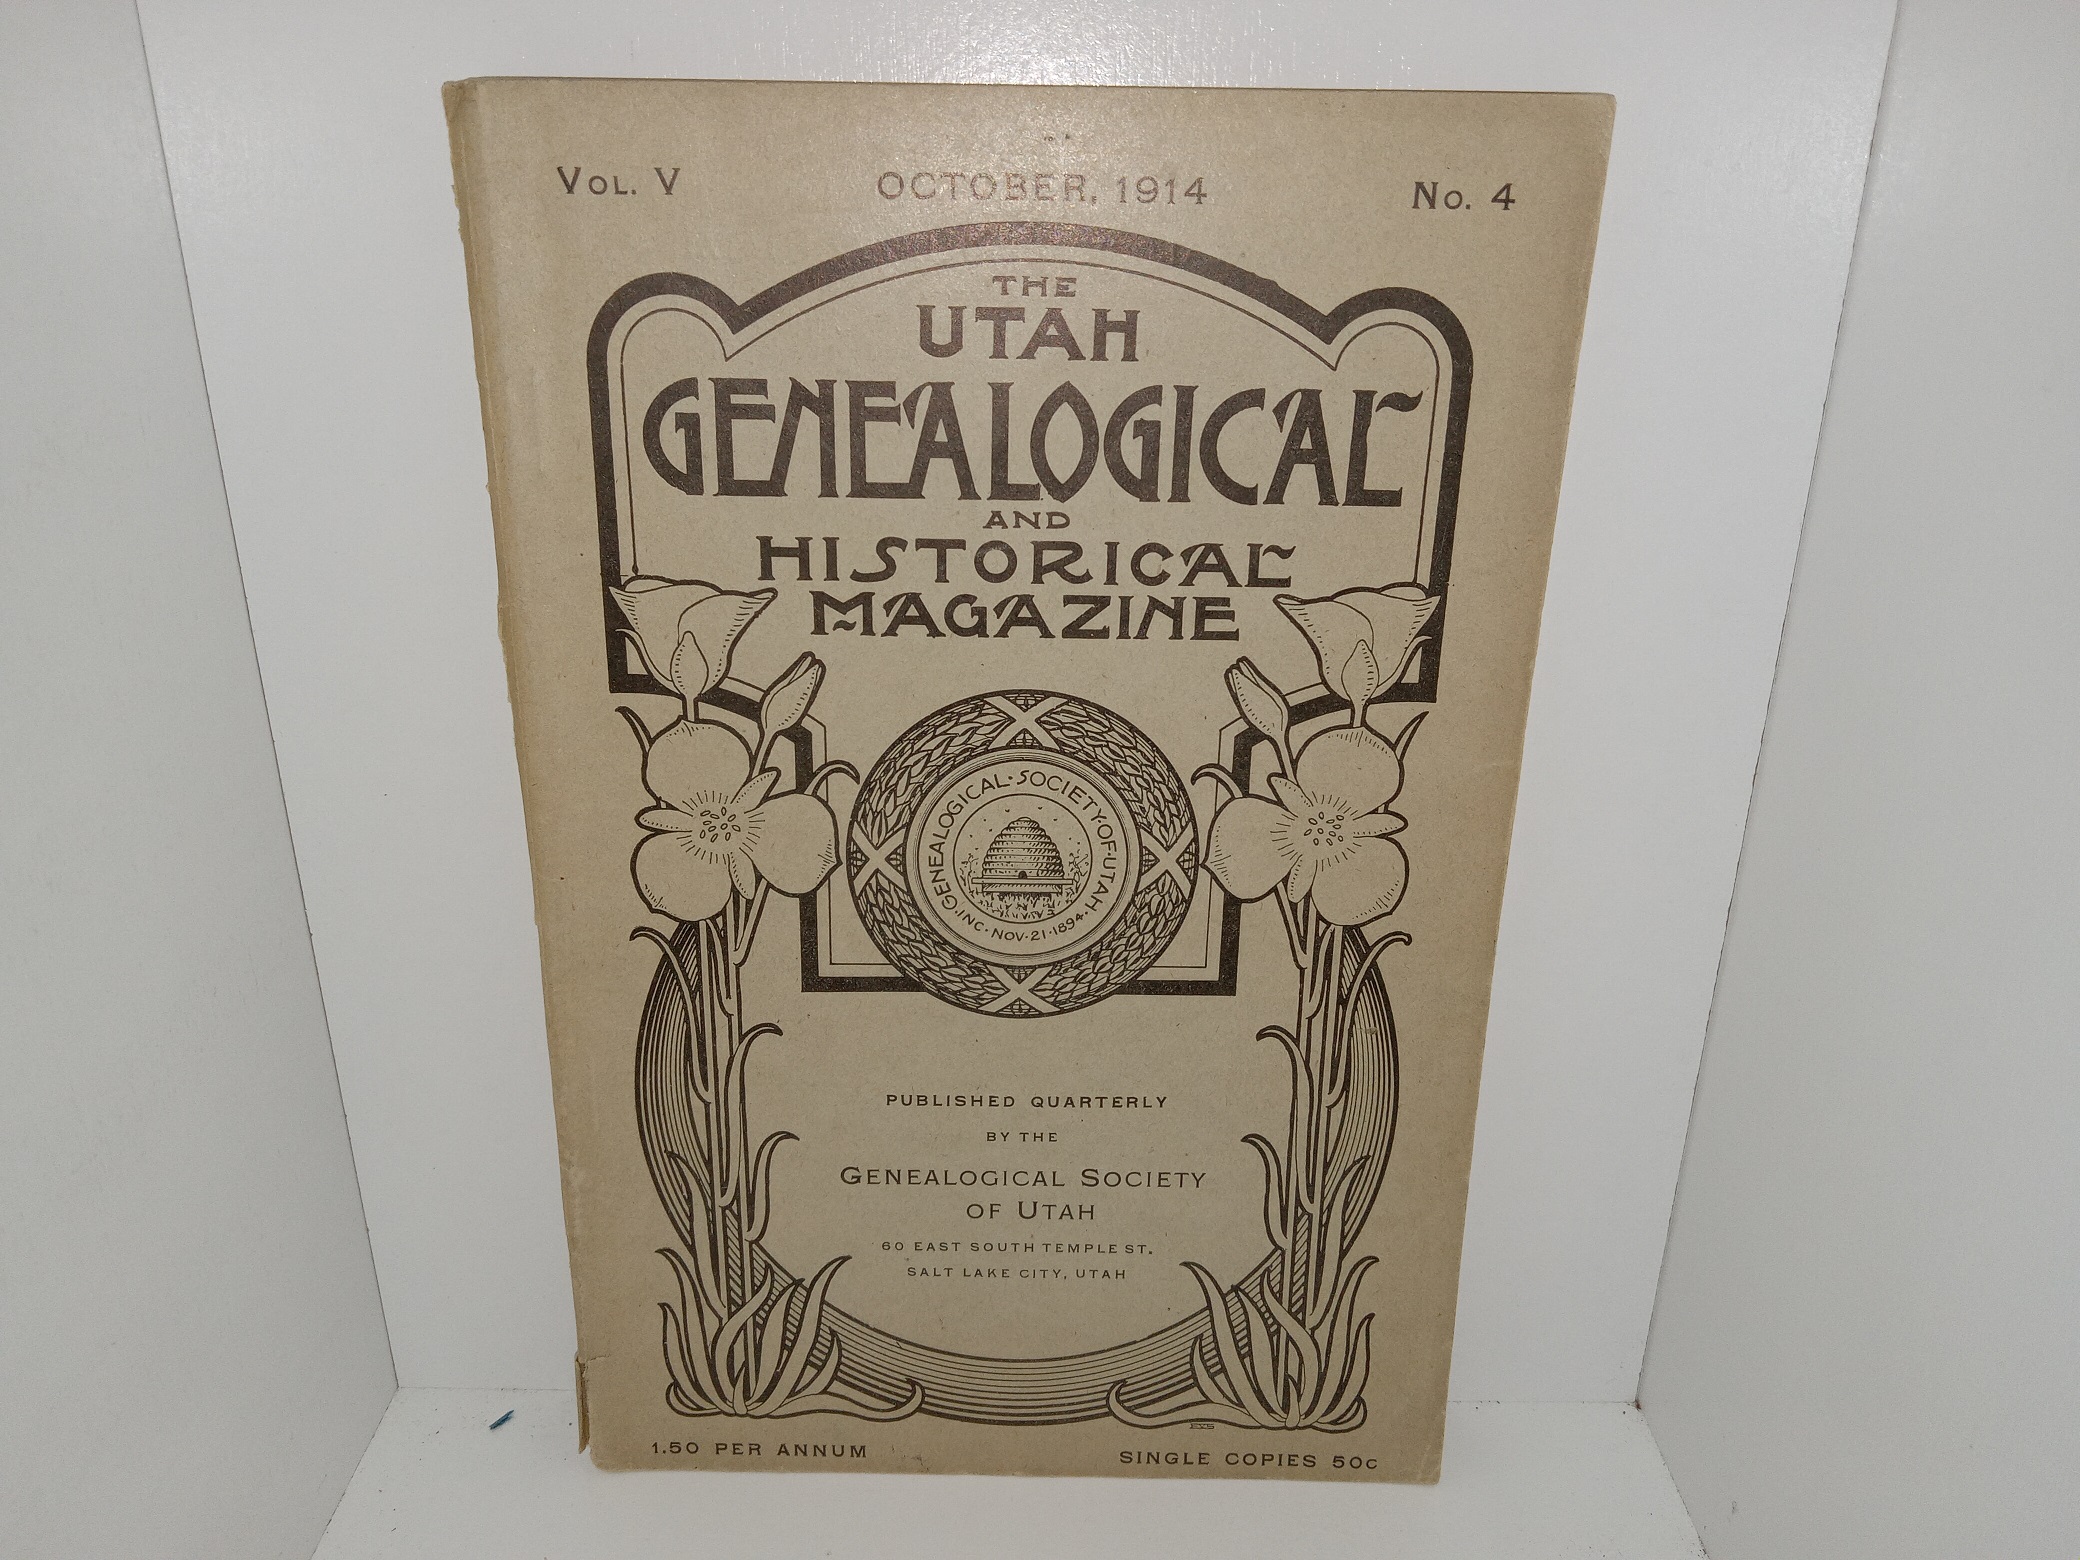 VOL. V
OCTOBER, 1914
No. 4
THE
UTAH
GENEALOGICAL
AND
HISTORICAL
MAGAZINE
GENEALOGICAL·SOCIETY·OF·UTAH·
INC·NOV·21·1894·
PUBLISHED QUARTERLY
BY THE
GENEALOGICAL SOCIETY
OF UTAH
60 EAST SOUTH TEMPLE ST.
SALT LAKE CITY, UTAH
1.50 PER ANNUM
SINGLE COPIES 50c